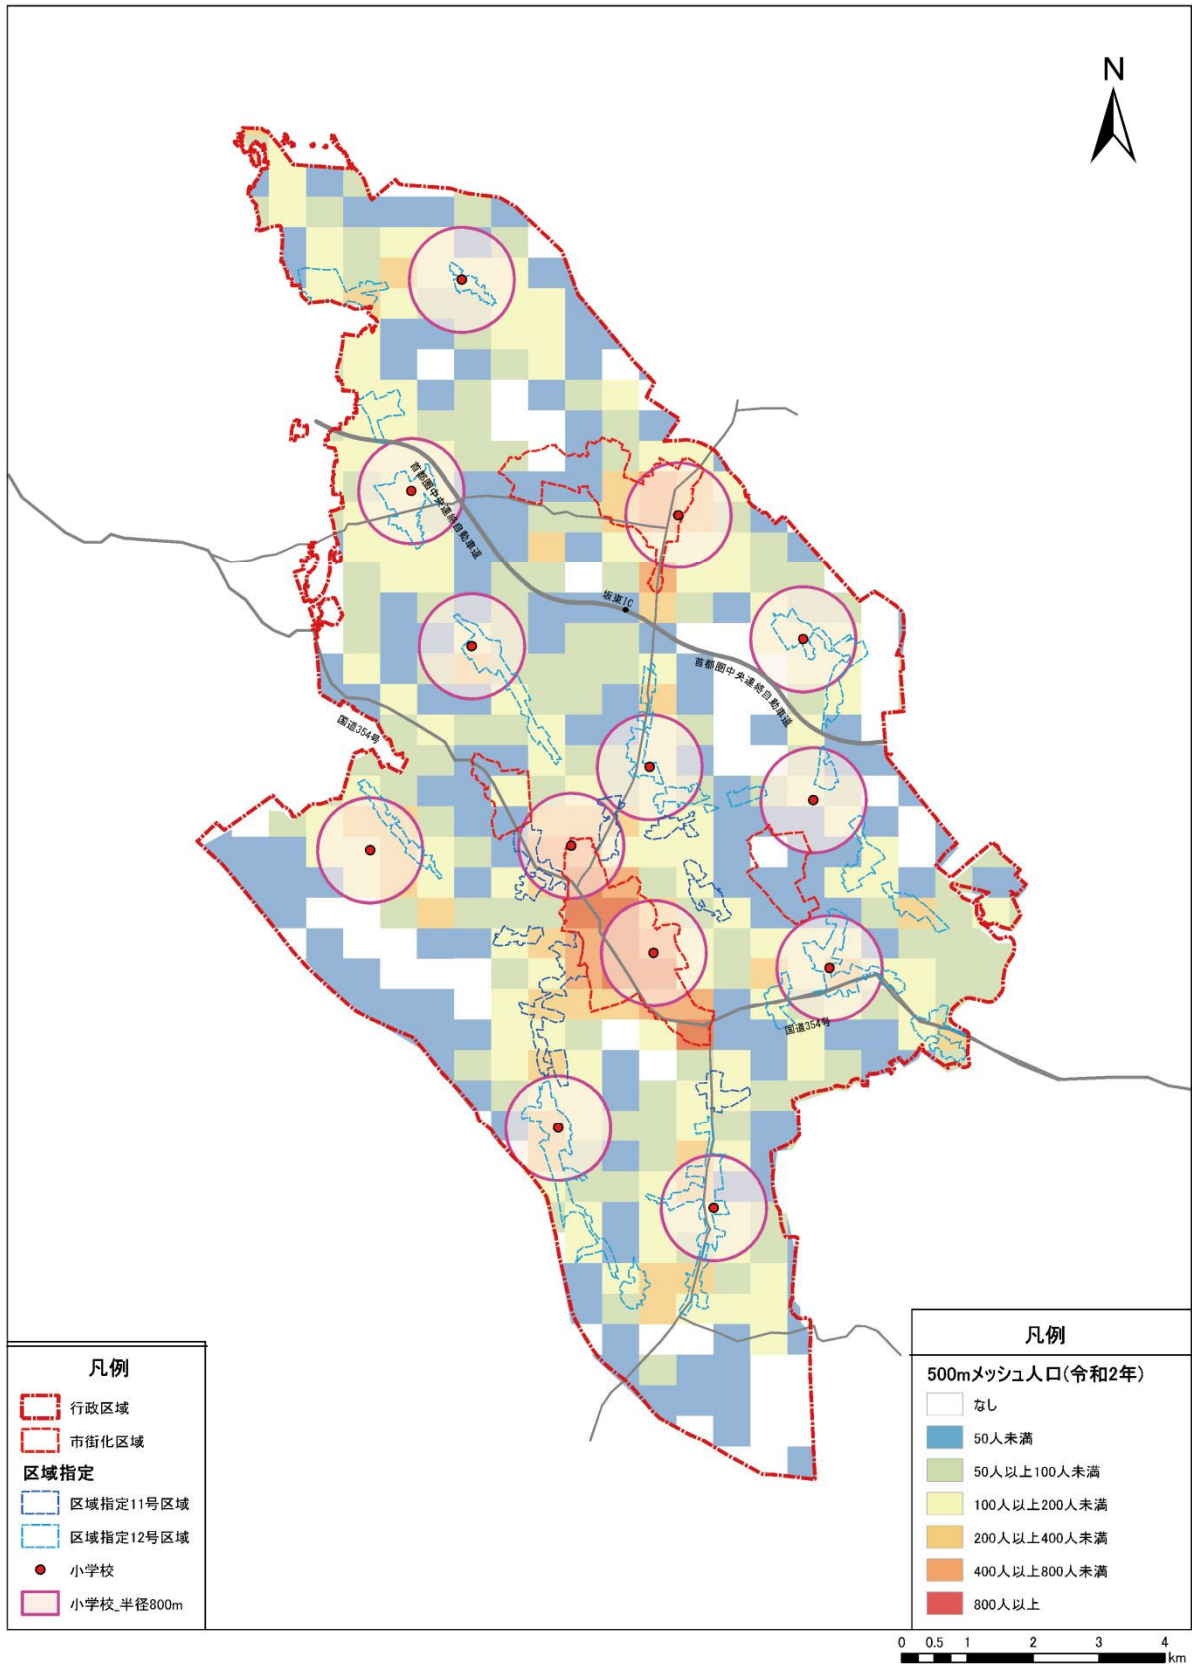 N
首都圏中央連絡自動車道
坂東IC
首都圏中央連絡自動車道
国道354号
国道354号
凡例
行政区域
市街化区域
区域指定
区域指定11号区域
区域指定12号区域
小学校
小学校_半径800m
凡例
500mメッシュ人口(令和2年)
なし
50人未満
50人以上100人未満
100人以上200人未満
200人以上400人未満
400人以上800人未満
800人以上
0 0.5 1 2 3 4
km